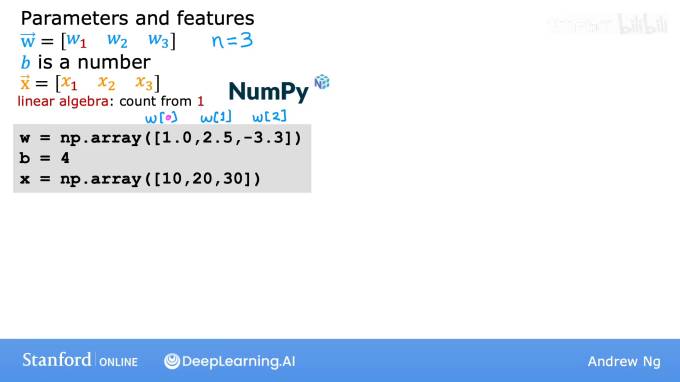 Parameters and features
w = [w1 w2 w3] n=3
b is a number
x = [x1 x2 x3]
linear algebra: count from 1
NumPy
w[0] w[1] w[2]
w = np.array([1.0,2.5,-3.3])
b = 4
x = np.array([10,20,30])
Stanford ONLINE DeepLearning.AI Andrew Ng
bilibili